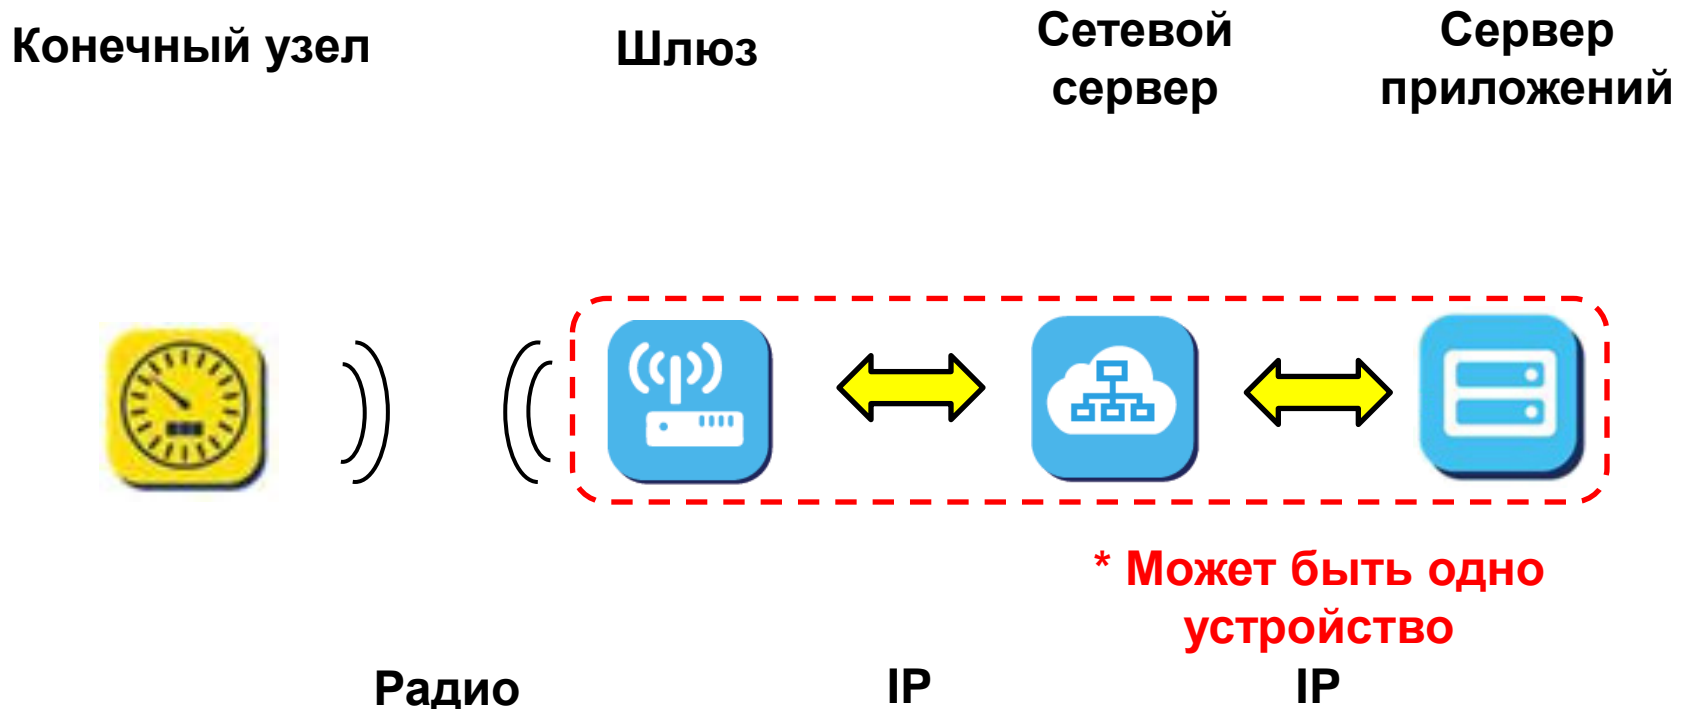 Конечный узел
Шлюз
Сетевой
сервер
Сервер
приложений
* Может быть одно
устройство
Радио
IP
IP